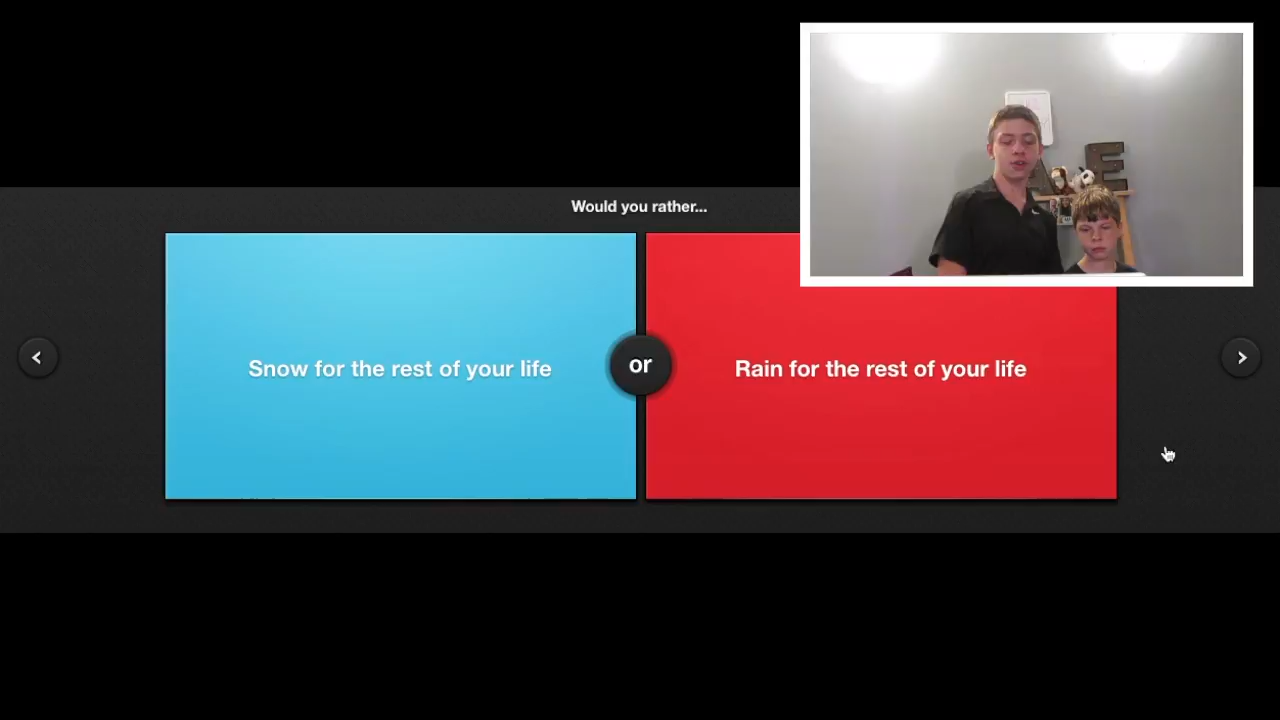 Would you rather...
Snow for the rest of your life
or
Rain for the rest of your life
E